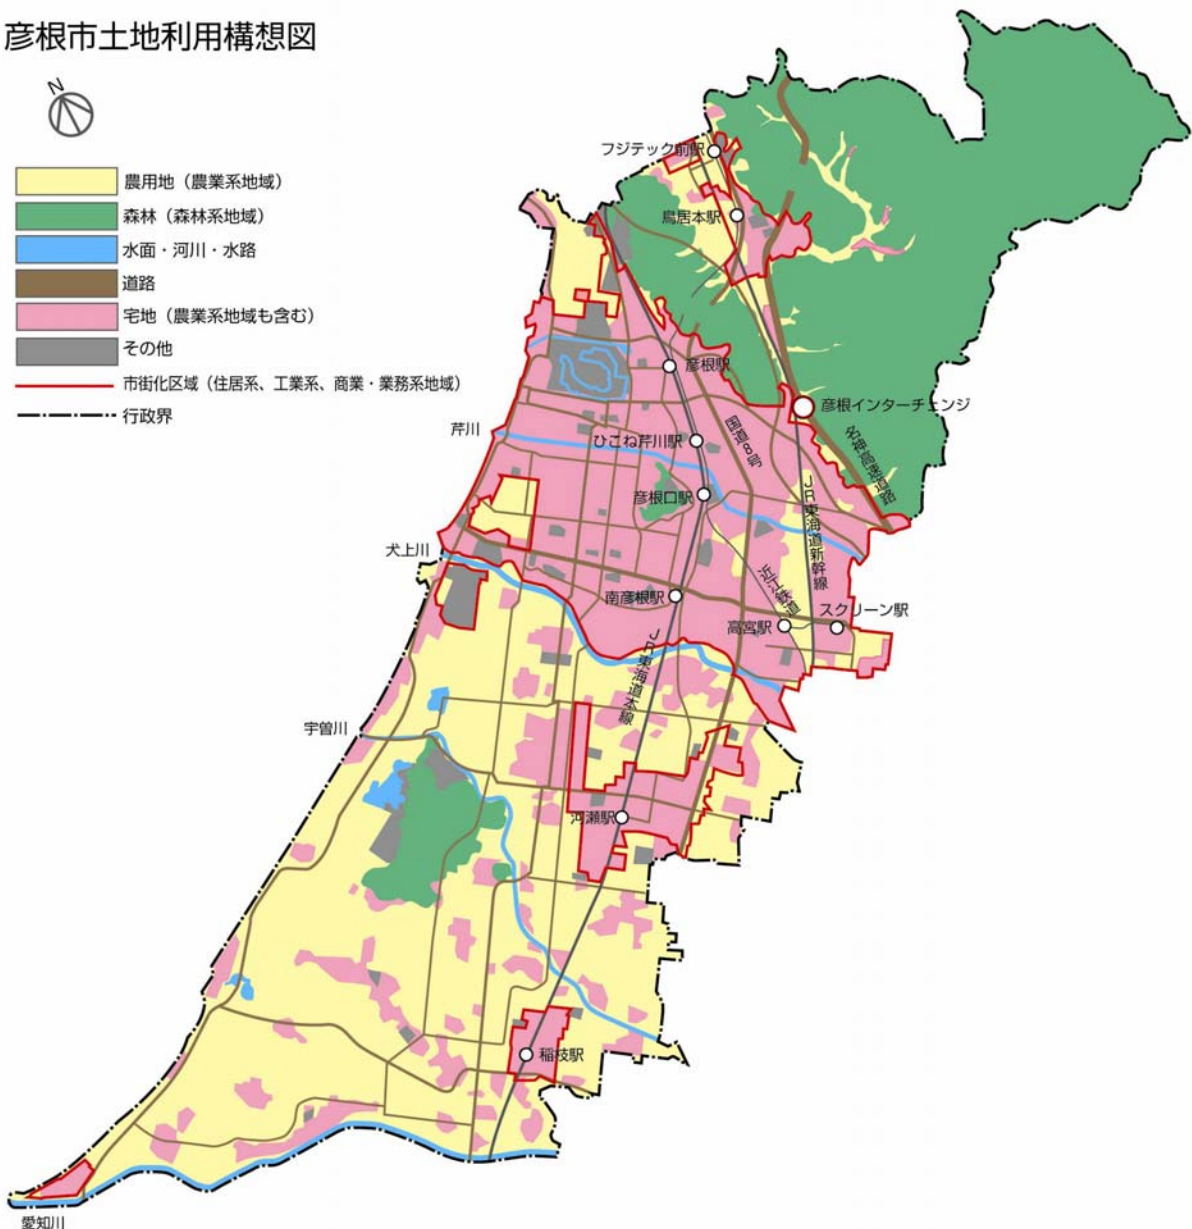 彦根市土地利用構想図
N
農用地（農業系地域）
森林（森林系地域）
水面・河川・水路
道路
宅地（農業系地域も含む）
その他
市街化区域（住居系、工業系、商業・業務系地域）
行政界
フジテック前駅
鳥居本駅
彦根駅
彦根インターチェンジ
芹川
ひこね芹川駅
国道8号
名神高速道路
彦根口駅
JR東海道新幹線
犬上川
近江鉄道
南彦根駅
スクリーン駅
高宮駅
JR東海道本線
宇曽川
河瀬駅
稲枝駅
愛知川